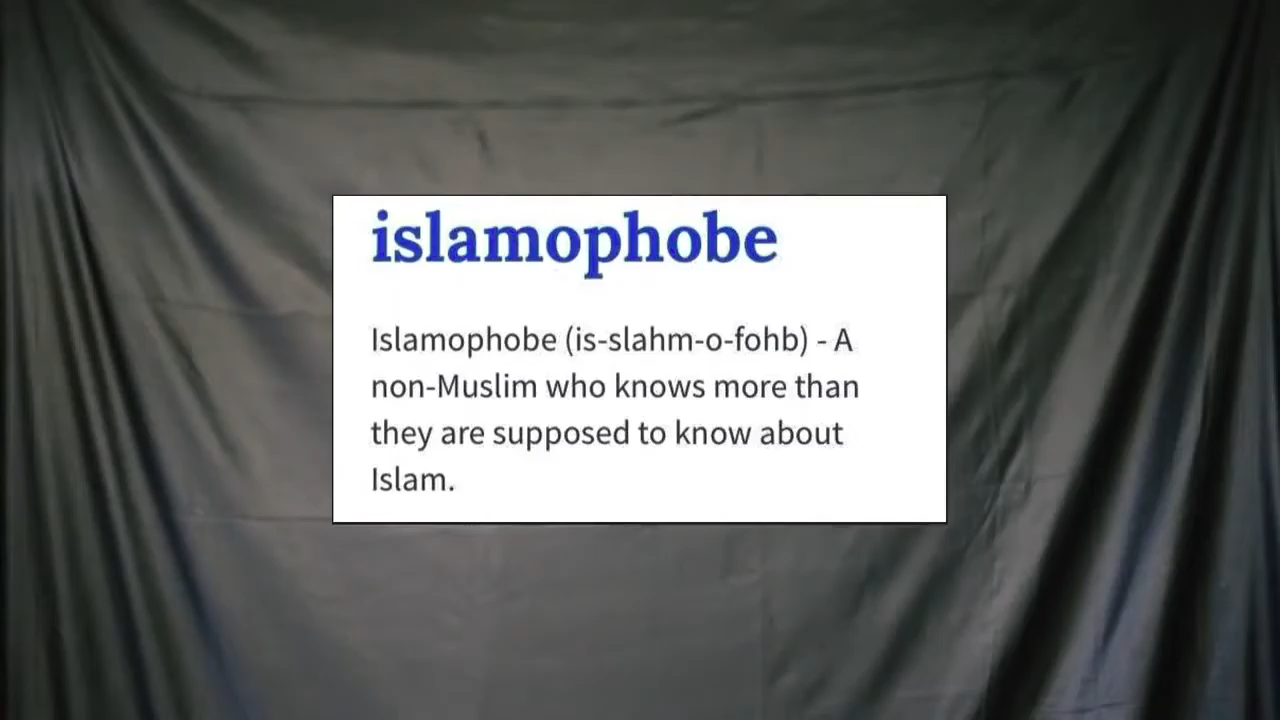 islamophobe
Islamophobe (is-slahm-o-fohb) - A
non-Muslim who knows more than
they are supposed to know about
Islam.